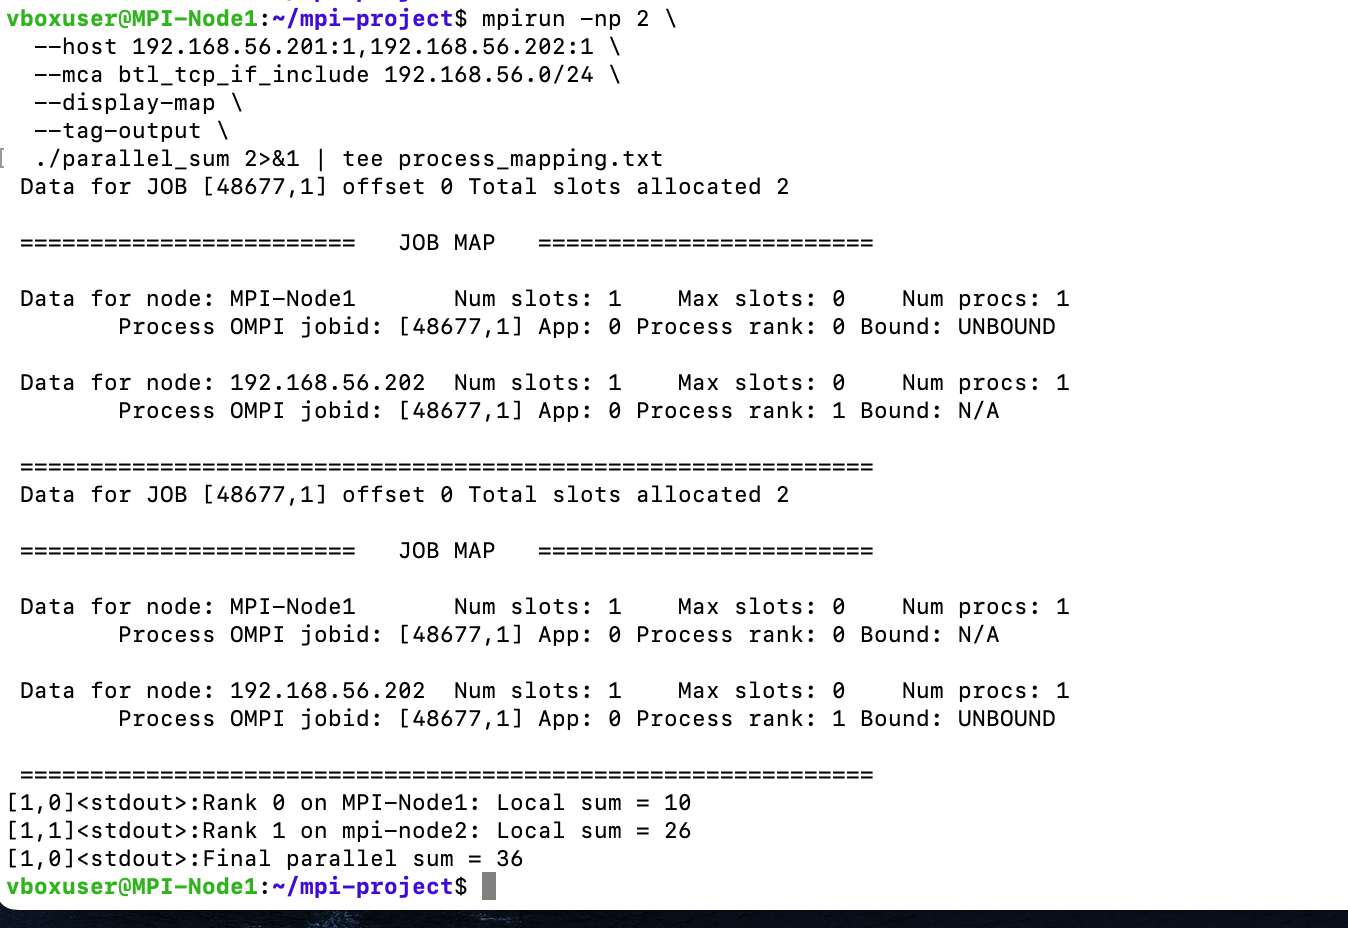 vboxuser@MPI-Node1:~/mpi-project$ mpirun -np 2 \
  --host 192.168.56.201:1,192.168.56.202:1 \
  --mca btl_tcp_if_include 192.168.56.0/24 \
  --display-map \
  --tag-output \
  ./parallel_sum 2>&1 | tee process_mapping.txt
 Data for JOB [48677,1] offset 0 Total slots allocated 2
 ========================   JOB MAP   ========================
 Data for node: MPI-Node1       Num slots: 1    Max slots: 0    Num procs: 1
        Process OMPI jobid: [48677,1] App: 0 Process rank: 0 Bound: UNBOUND
 Data for node: 192.168.56.202  Num slots: 1    Max slots: 0    Num procs: 1
        Process OMPI jobid: [48677,1] App: 0 Process rank: 1 Bound: N/A
 =============================================================
 Data for JOB [48677,1] offset 0 Total slots allocated 2
 ========================   JOB MAP   ========================
 Data for node: MPI-Node1       Num slots: 1    Max slots: 0    Num procs: 1
        Process OMPI jobid: [48677,1] App: 0 Process rank: 0 Bound: N/A
 Data for node: 192.168.56.202  Num slots: 1    Max slots: 0    Num procs: 1
        Process OMPI jobid: [48677,1] App: 0 Process rank: 1 Bound: UNBOUND
 =============================================================
[1,0]<stdout>:Rank 0 on MPI-Node1: Local sum = 10
[1,1]<stdout>:Rank 1 on mpi-node2: Local sum = 26
[1,0]<stdout>:Final parallel sum = 36
vboxuser@MPI-Node1:~/mpi-project$